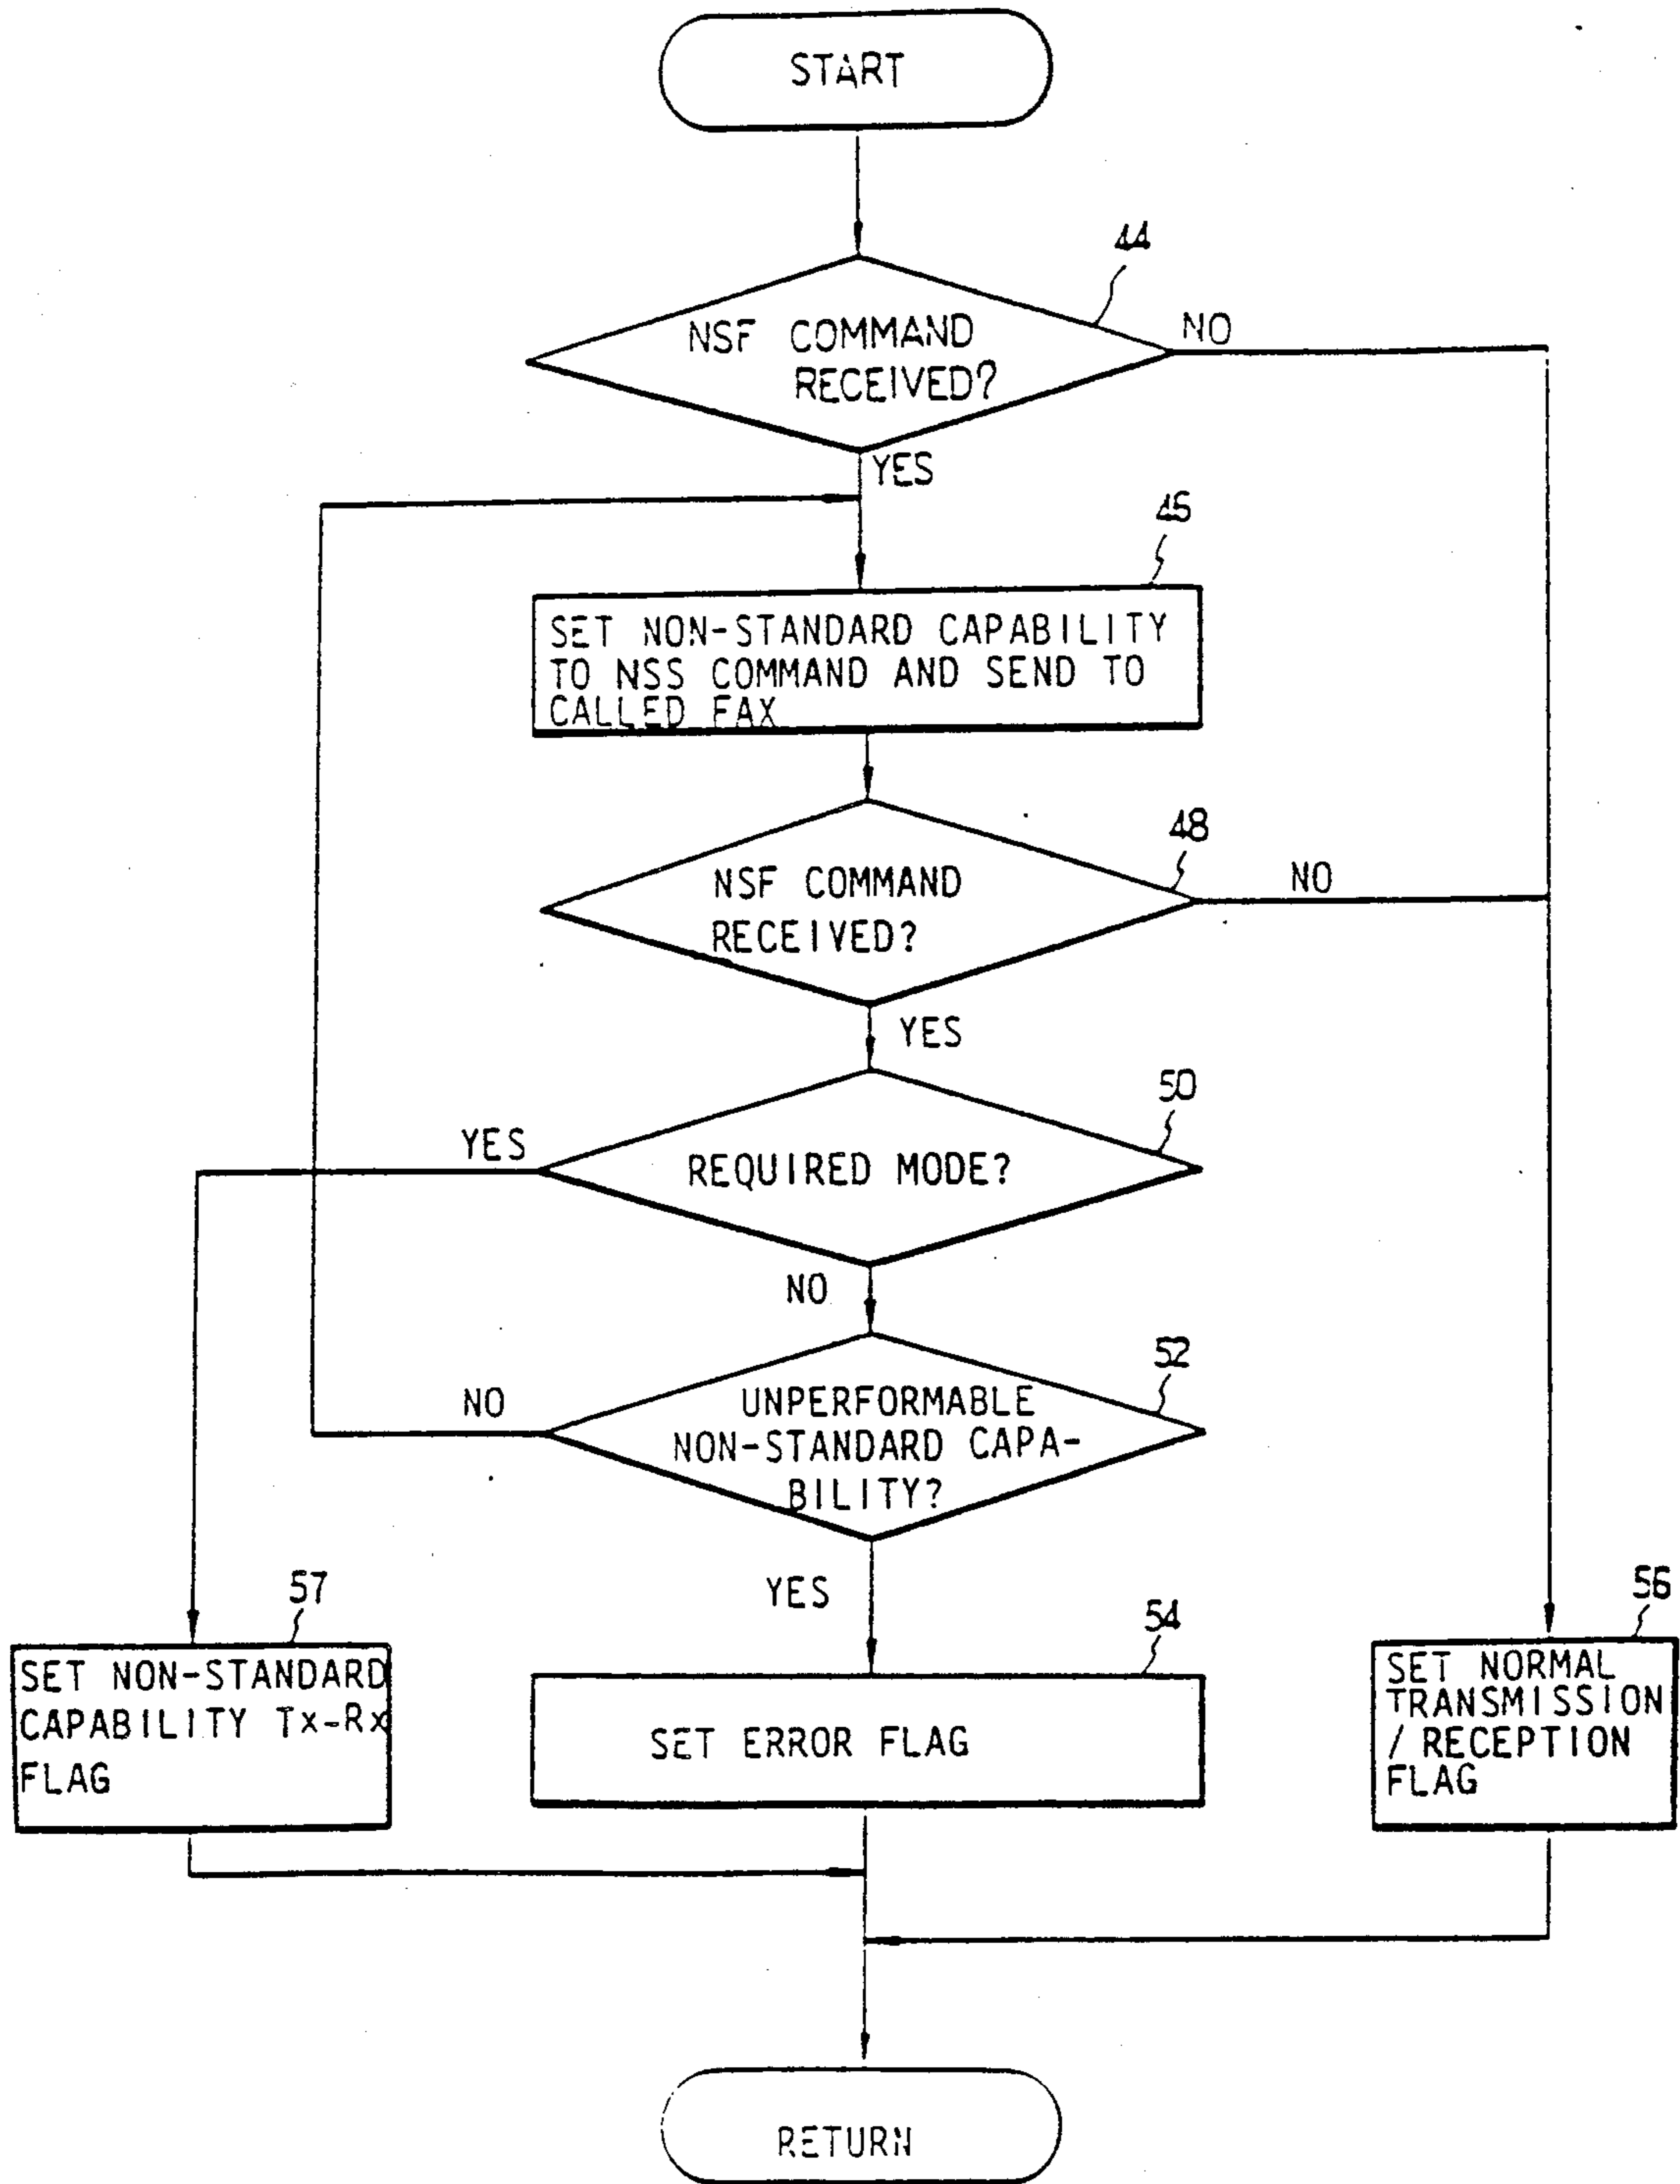 START
44
NSF COMMAND
RECEIVED?
NO
YES
46
SET NON-STANDARD CAPABILITY
TO NSS COMMAND AND SEND TO
CALLED FAX
48
NSF COMMAND
RECEIVED?
NO
YES
50
YES
REQUIRED MODE?
NO
52
NO
UNPERFORMABLE
NON-STANDARD CAPA-
BILITY?
YES
57
SET NON-STANDARD
CAPABILITY Tx-Rx
FLAG
54
SET ERROR FLAG
56
SET NORMAL
TRANSMISSION
/ RECEPTION
FLAG
RETURN